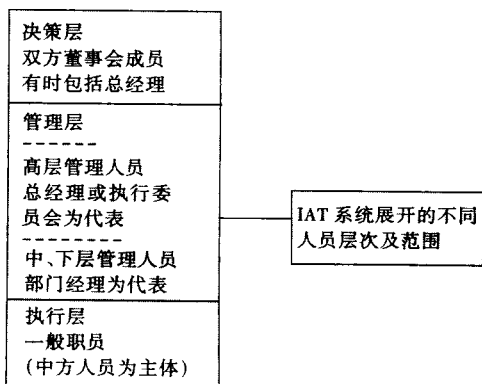 决策层
双方董事会成员
有时包括总经理
管理层
高层管理人员
总经理或执行委
员会为代表
中、下层管理人员
部门经理为代表
执行层
一般职员
(中方人员为主体)
IAT 系统展开的不同
人员层次及范围